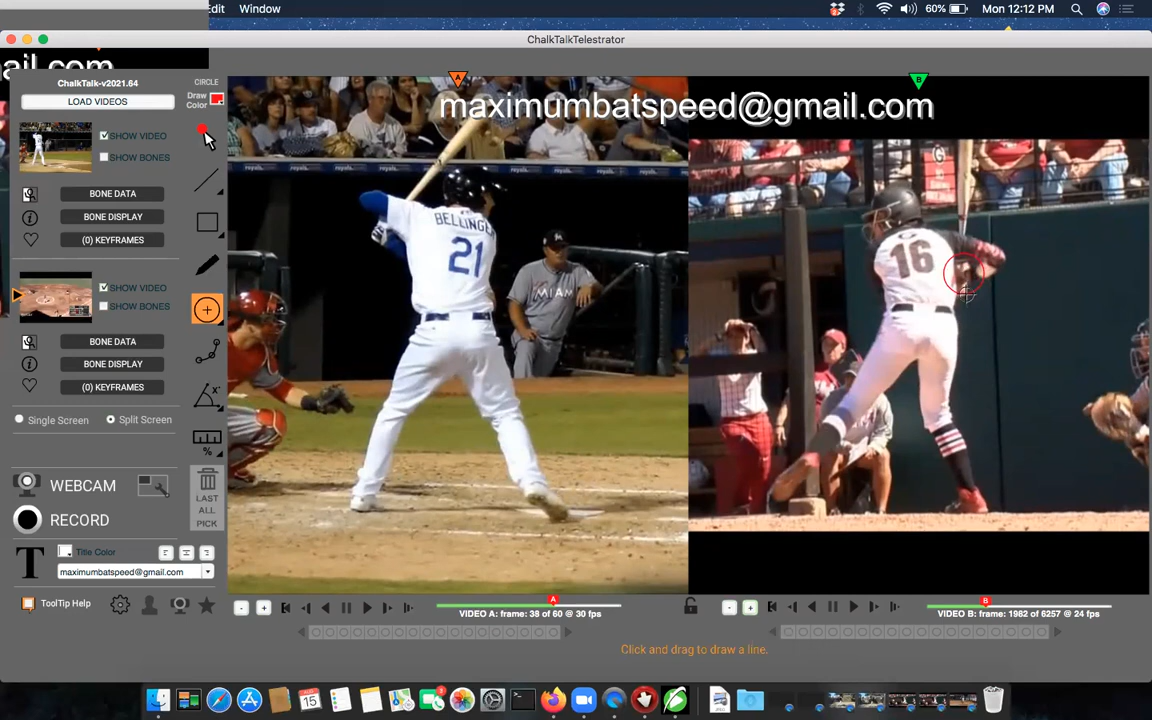 Edit Window
60% Mon 12:12 PM
ChalkTalkTelestrator
ail.com
ChalkTalk-v2021.64
CIRCLE
LOAD VIDEOS
Draw
Color
maximumbatspeed@gmail.com
A
B
SHOW VIDEO
SHOW BONES
BONE DATA
BONE DISPLAY
(0) KEYFRAMES
SHOW VIDEO
SHOW BONES
BONE DATA
BONE DISPLAY
(0) KEYFRAMES
Single Screen Split Screen
WEBCAM
RECORD
LAST
ALL
PICK
T Title Color
maximumbatspeed@gmail.com
ToolTip Help
royals
royals
BELLINGER
21
MIAMI
16
VIDEO A: frame: 38 of 60 @ 30 fps
VIDEO B: frame: 1982 of 6257 @ 24 fps
Click and drag to draw a line.